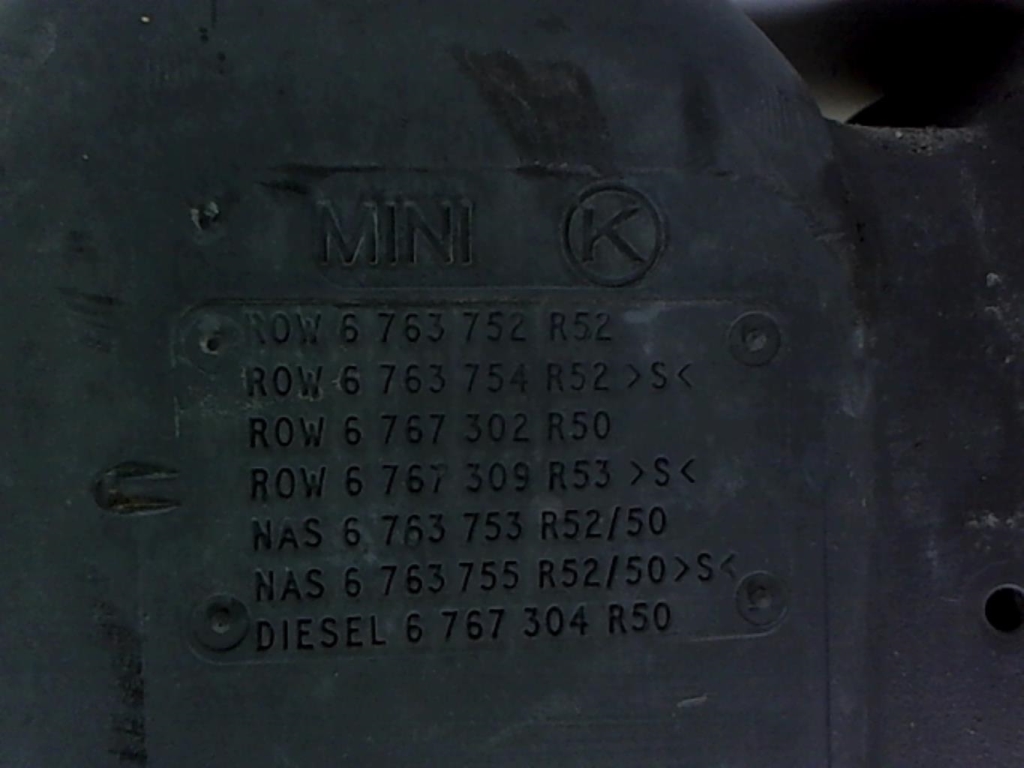 MINI K
ROW 6 763 752 R52
ROW 6 763 754 R52 >S<
ROW 6 767 302 R50
ROW 6 767 309 R53 >S<
NAS 6 763 753 R52/50
NAS 6 763 755 R52/50>S<
DIESEL 6 767 304 R50